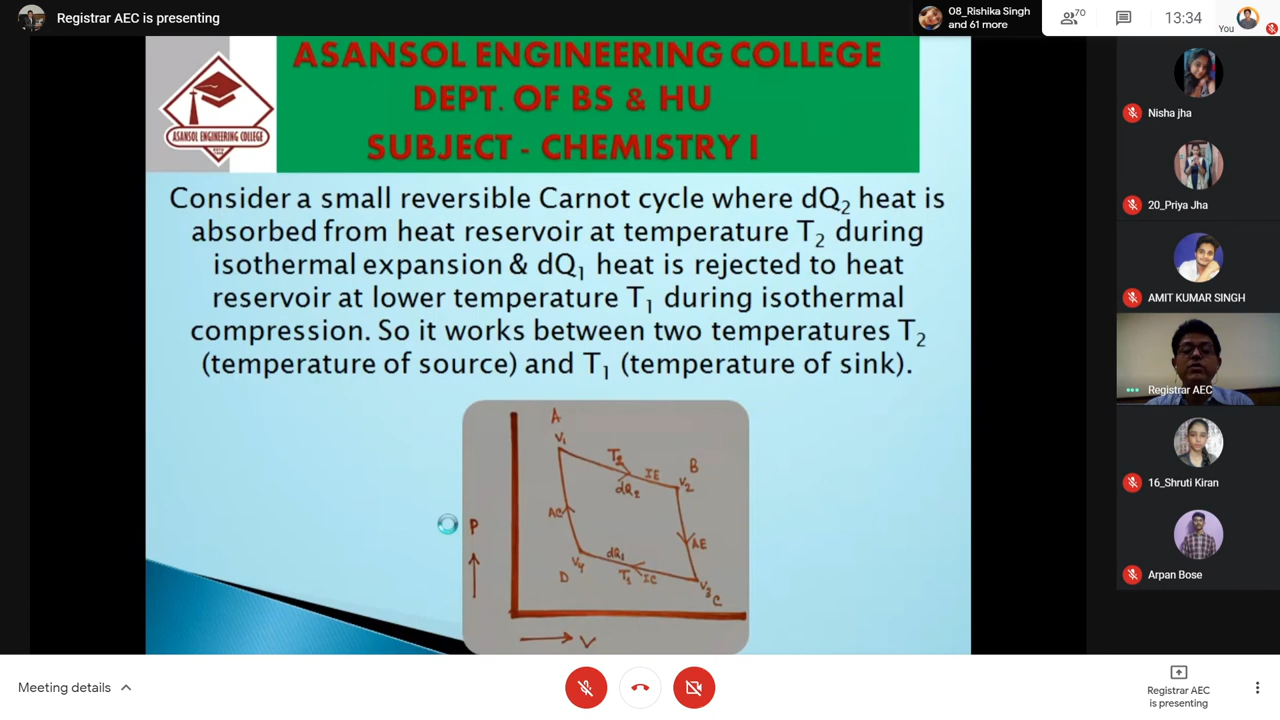 Registrar AEC is presenting
08_Rishika Singh
and 61 more
70
13:34
You
ASANSOL ENGINEERING COLLEGE
DEPT. OF BS & HU
SUBJECT - CHEMISTRY I
ASANSOL ENGINEERING COLLEGE
Consider a small reversible Carnot cycle where dQ₂ heat is
absorbed from heat reservoir at temperature T₂ during
isothermal expansion & dQ₁ heat is rejected to heat
reservoir at lower temperature T₁ during isothermal
compression. So it works between two temperatures T₂
(temperature of source) and T₁ (temperature of sink).
A
V₁
T₂
IE
B
dQ₂
V₂
AC
P
AE
dQ₁
V₄
T₁
IC
D
V₃
C
V
Nisha jha
20_Priya Jha
AMIT KUMAR SINGH
Registrar AEC
16_Shruti Kiran
Arpan Bose
Meeting details
Registrar AEC
is presenting